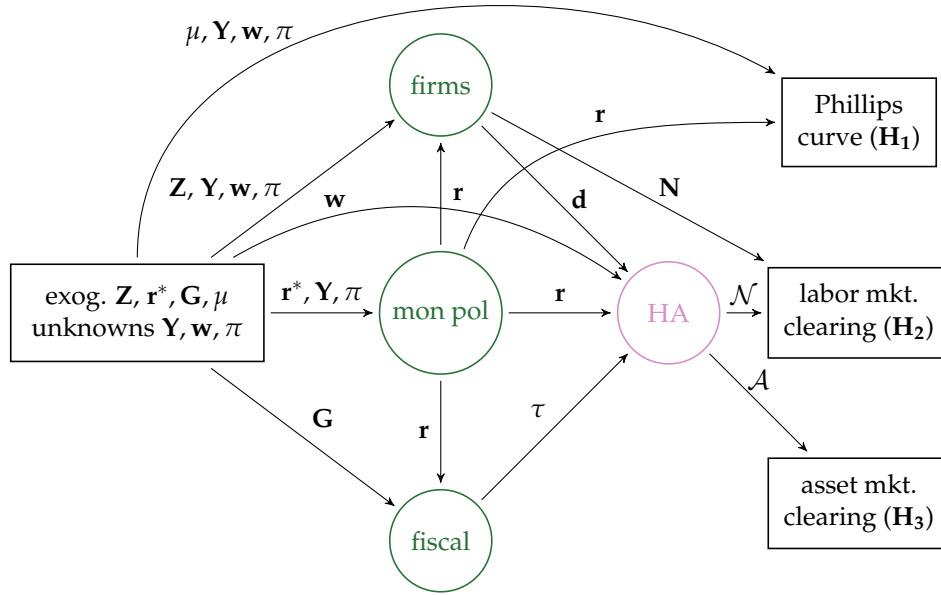 μ, Y, w, π
firms
Phillips
curve (H₁)
r
Z, Y, w, π
w
r
d
N
exog. Z, r*, G, μ
unknowns Y, w, π
r*, Y, π
mon pol
r
HA
𝒩
labor mkt.
clearing (H₂)
𝒜
G
r
τ
asset mkt.
clearing (H₃)
fiscal